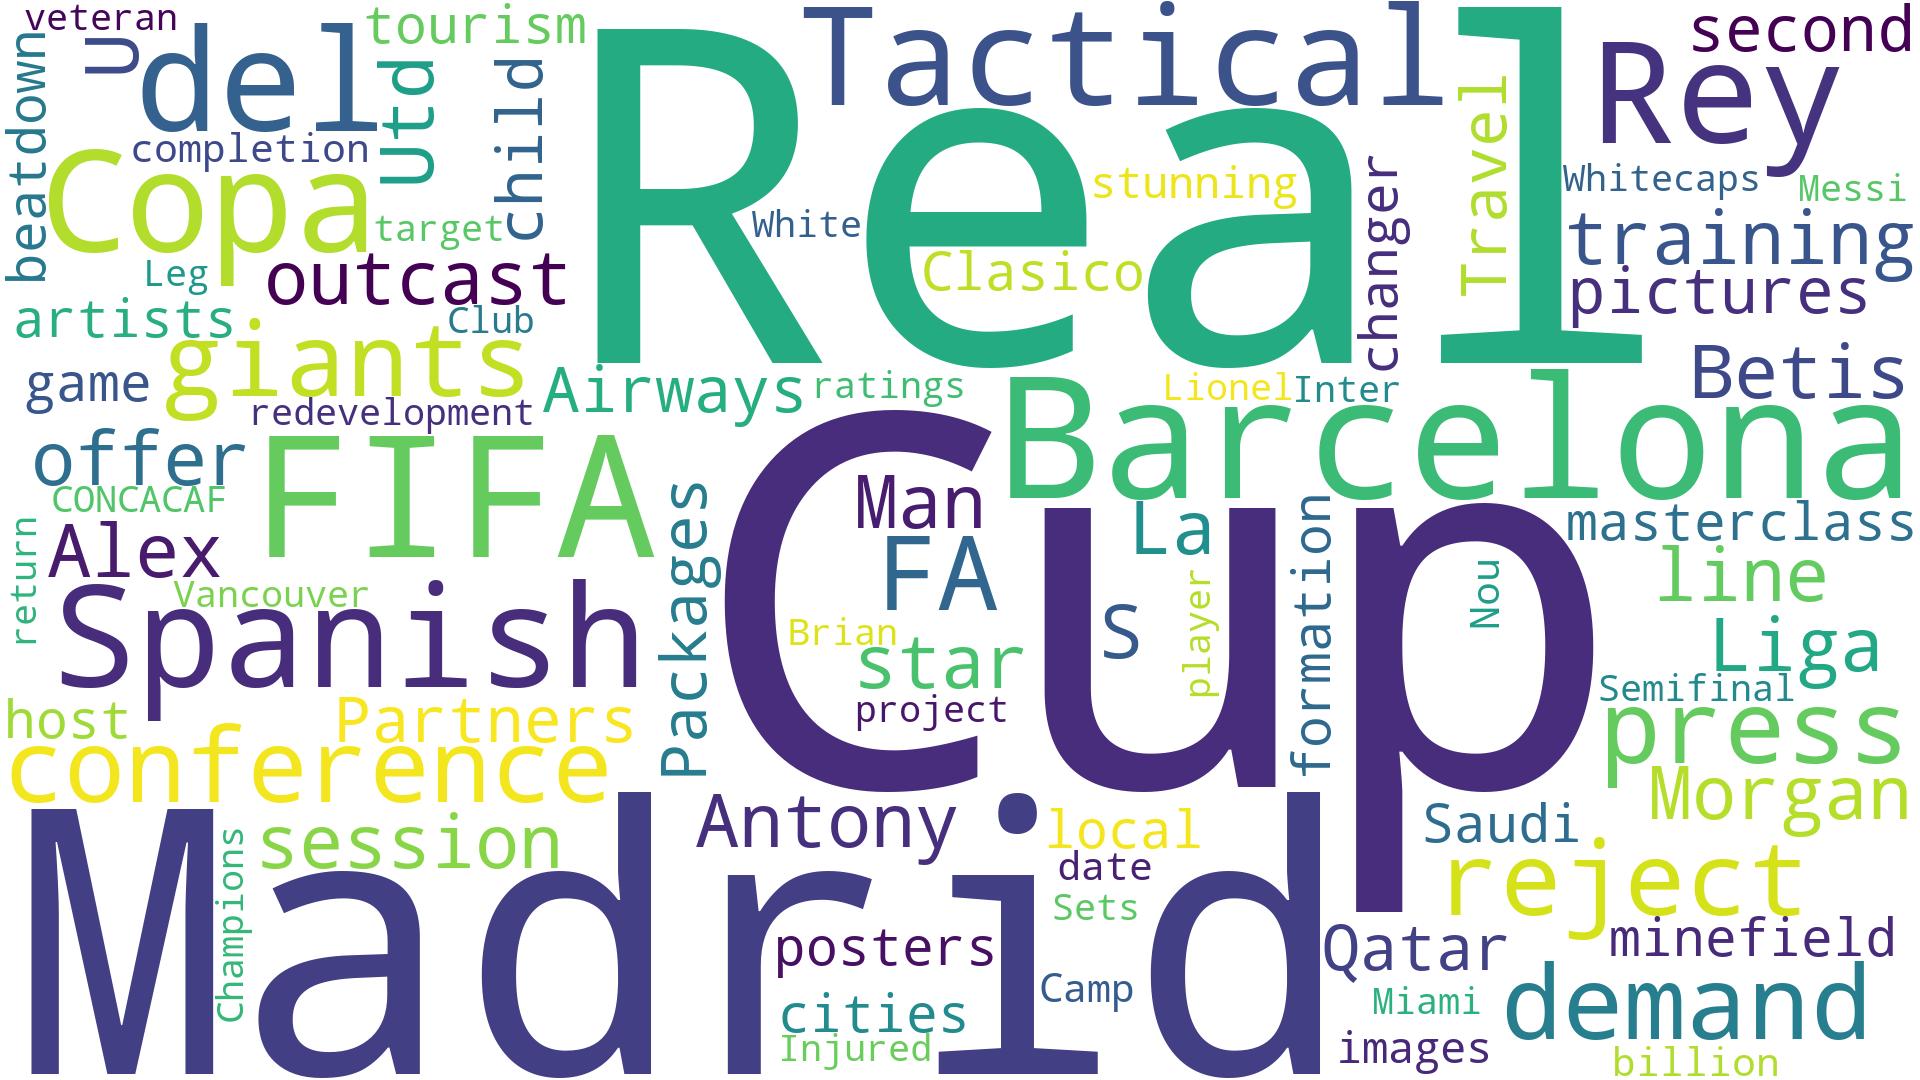 veteran
tourism
Tactical
second
U
del
Utd
child
Real
Travel
Rey
beatdown
completion
Copa
target
White
stunning
changer
Whitecaps
Messi
Leg
outcast
Clasico
training
pictures
artists
Club
giants
game
redevelopment
Airways
ratings
Lionel
Inter
Betis
Barcelona
offer
FIFA
CONCACAF
Packages
Man
La
formation
masterclass
return
Alex
FA
Cup
player
Nou
line
Vancouver
Spanish
Brian
star
S
Liga
host
Partners
project
Semifinal
conference
press
Morgan
Madrid
session
Antony
local
Saudi
Champions
date
reject
Sets
posters
Qatar
minefield
Camp
cities
Miami
demand
Injured
images
billion